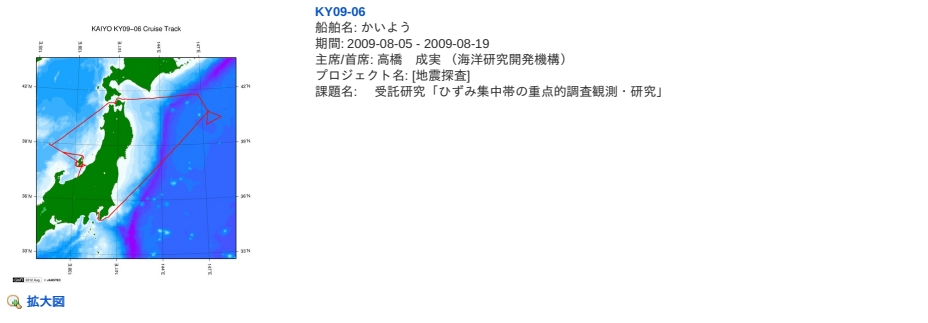 KAIYO KY09-06 Cruise Track
KY09-06
船舶名: かいよう
期間: 2009-08-05 - 2009-08-19
主席/首席: 高橋　成実 （海洋研究開発機構）
プロジェクト名: [地震探査]
課題名: 　受託研究「ひずみ集中帯の重点的調査観測・研究」
拡大図